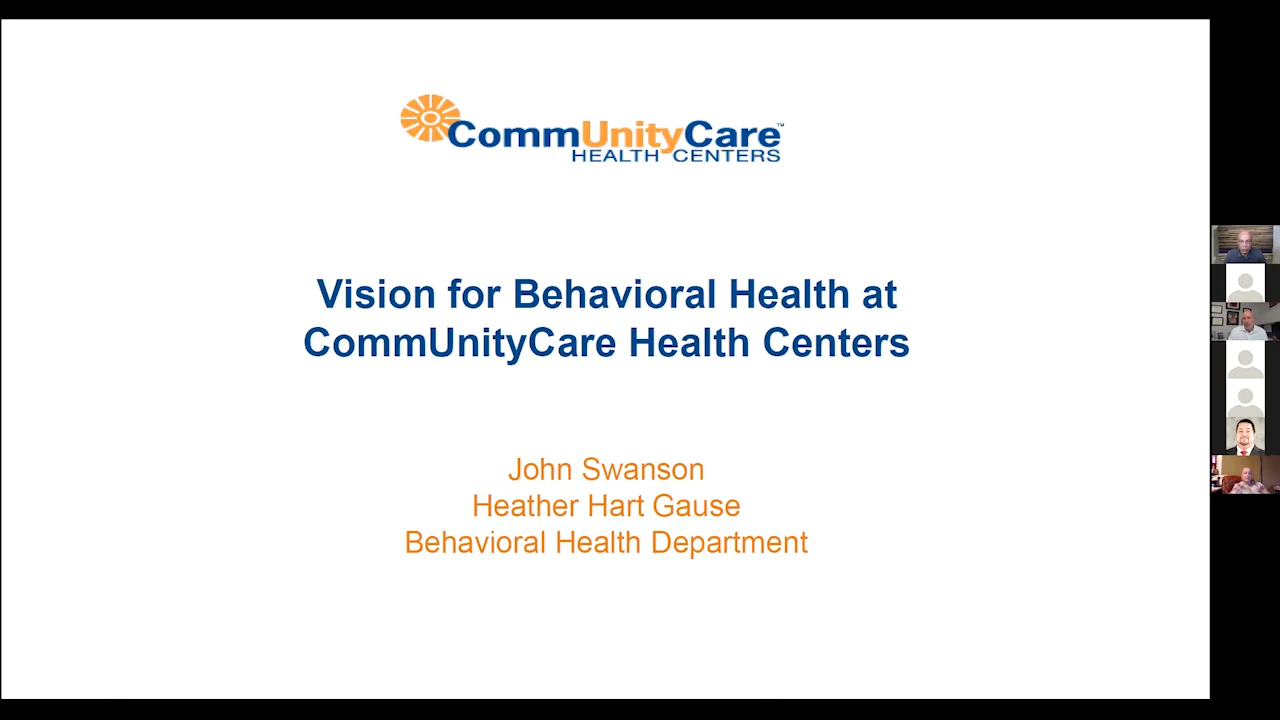 CommUnityCare™
HEALTH CENTERS
Vision for Behavioral Health at
CommUnityCare Health Centers
John Swanson
Heather Hart Gause
Behavioral Health Department